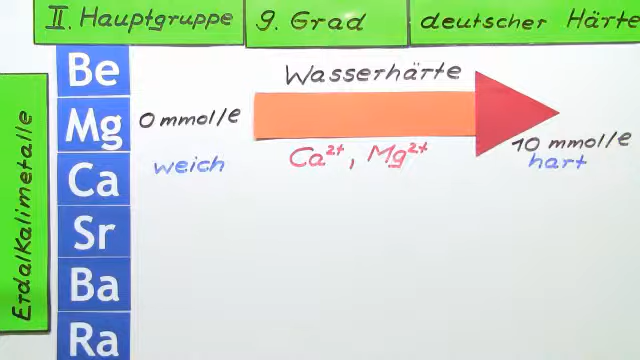 II. Hauptgruppe
9. Grad
deutscher Härte
Erdalkalimetalle
Be
Mg
Ca
Sr
Ba
Ra
Wasserhärte
0 mmol/l
10 mmol/l
weich
Ca²⁺, Mg²⁺
hart